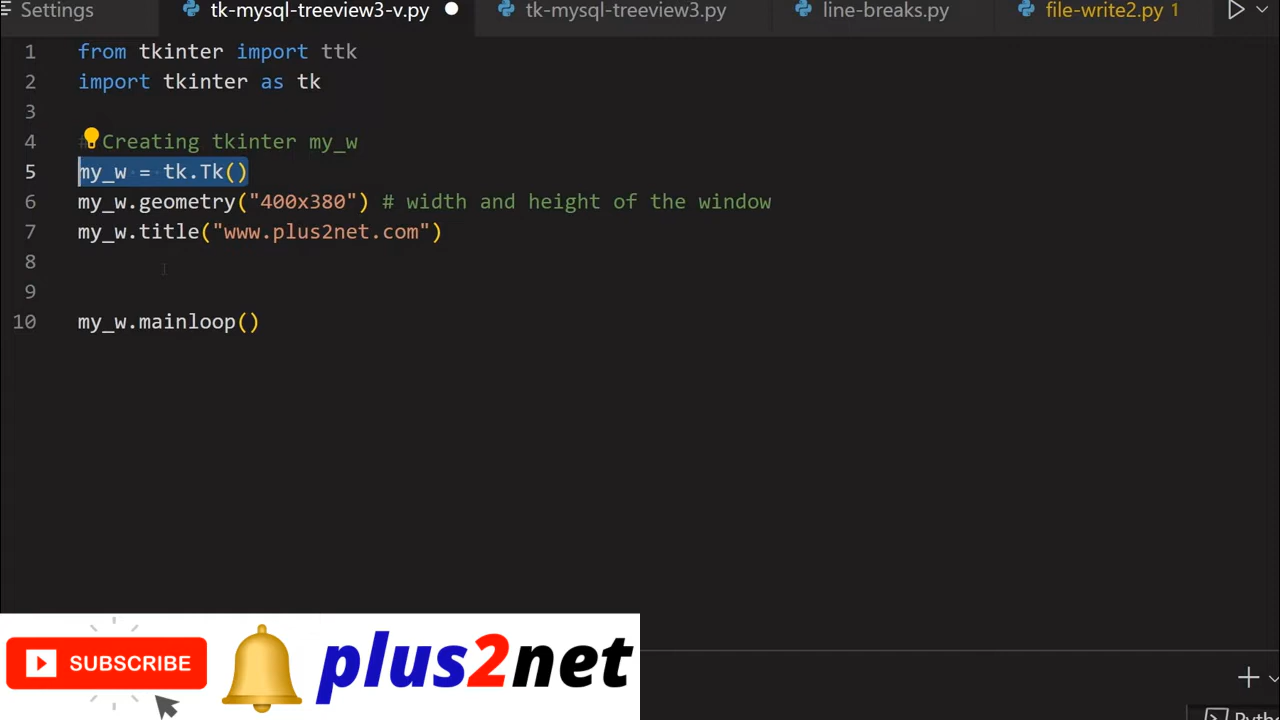 Settings
tk-mysql-treeview3-v.py
tk-mysql-treeview3.py
line-breaks.py
file-write2.py 1
1 from tkinter import ttk
2 import tkinter as tk
3
4 # Creating tkinter my_w
5 my_w = tk.Tk()
6 my_w.geometry("400x380") # width and height of the window
7 my_w.title("www.plus2net.com")
8
9
10 my_w.mainloop()
SUBSCRIBE
plus2net